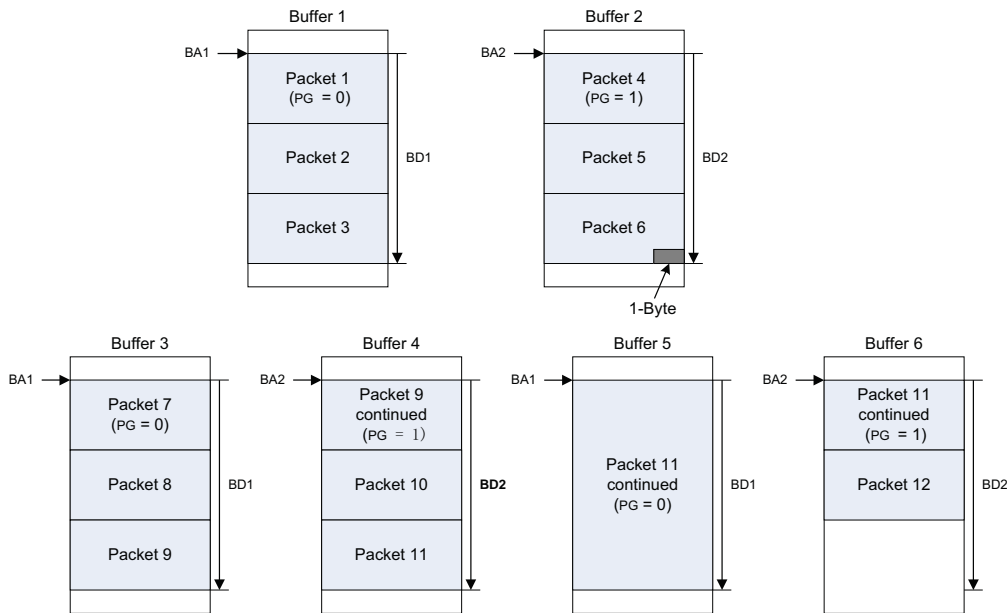 Buffer 1
BA1
Packet 1
(PG = 0)
Packet 2
Packet 3
BD1
Buffer 2
BA2
Packet 4
(PG = 1)
Packet 5
Packet 6
BD2
1-Byte
Buffer 3
BA1
Packet 7
(PG = 0)
Packet 8
Packet 9
BD1
Buffer 4
BA2
Packet 9
continued
(PG = 1)
Packet 10
Packet 11
BD2
Buffer 5
BA1
Packet 11
continued
(PG = 0)
BD1
Buffer 6
BA2
Packet 11
continued
(PG = 1)
Packet 12
BD2